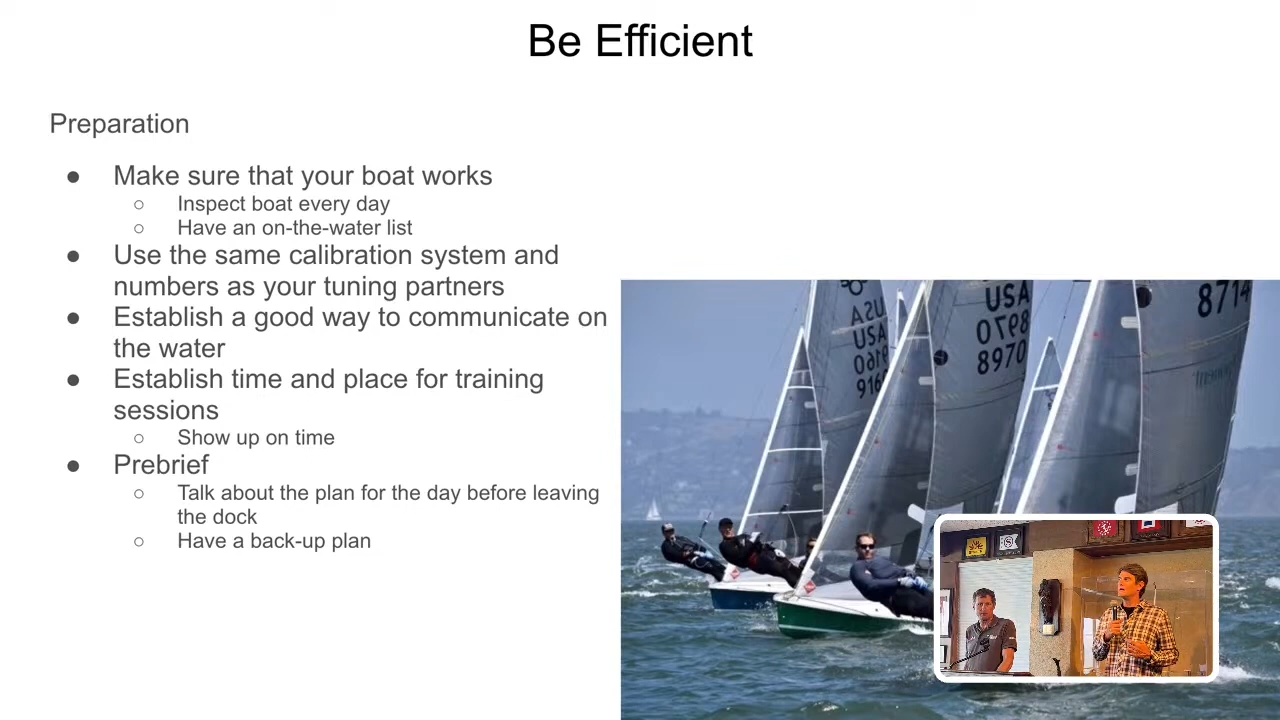 Be Efficient
Preparation
● Make sure that your boat works
○ Inspect boat every day
○ Have an on-the-water list
● Use the same calibration system and
numbers as your tuning partners
● Establish a good way to communicate on
the water
● Establish time and place for training
sessions
○ Show up on time
● Prebrief
○ Talk about the plan for the day before leaving
the dock
○ Have a back-up plan
USA
USA
8970
USA
8714